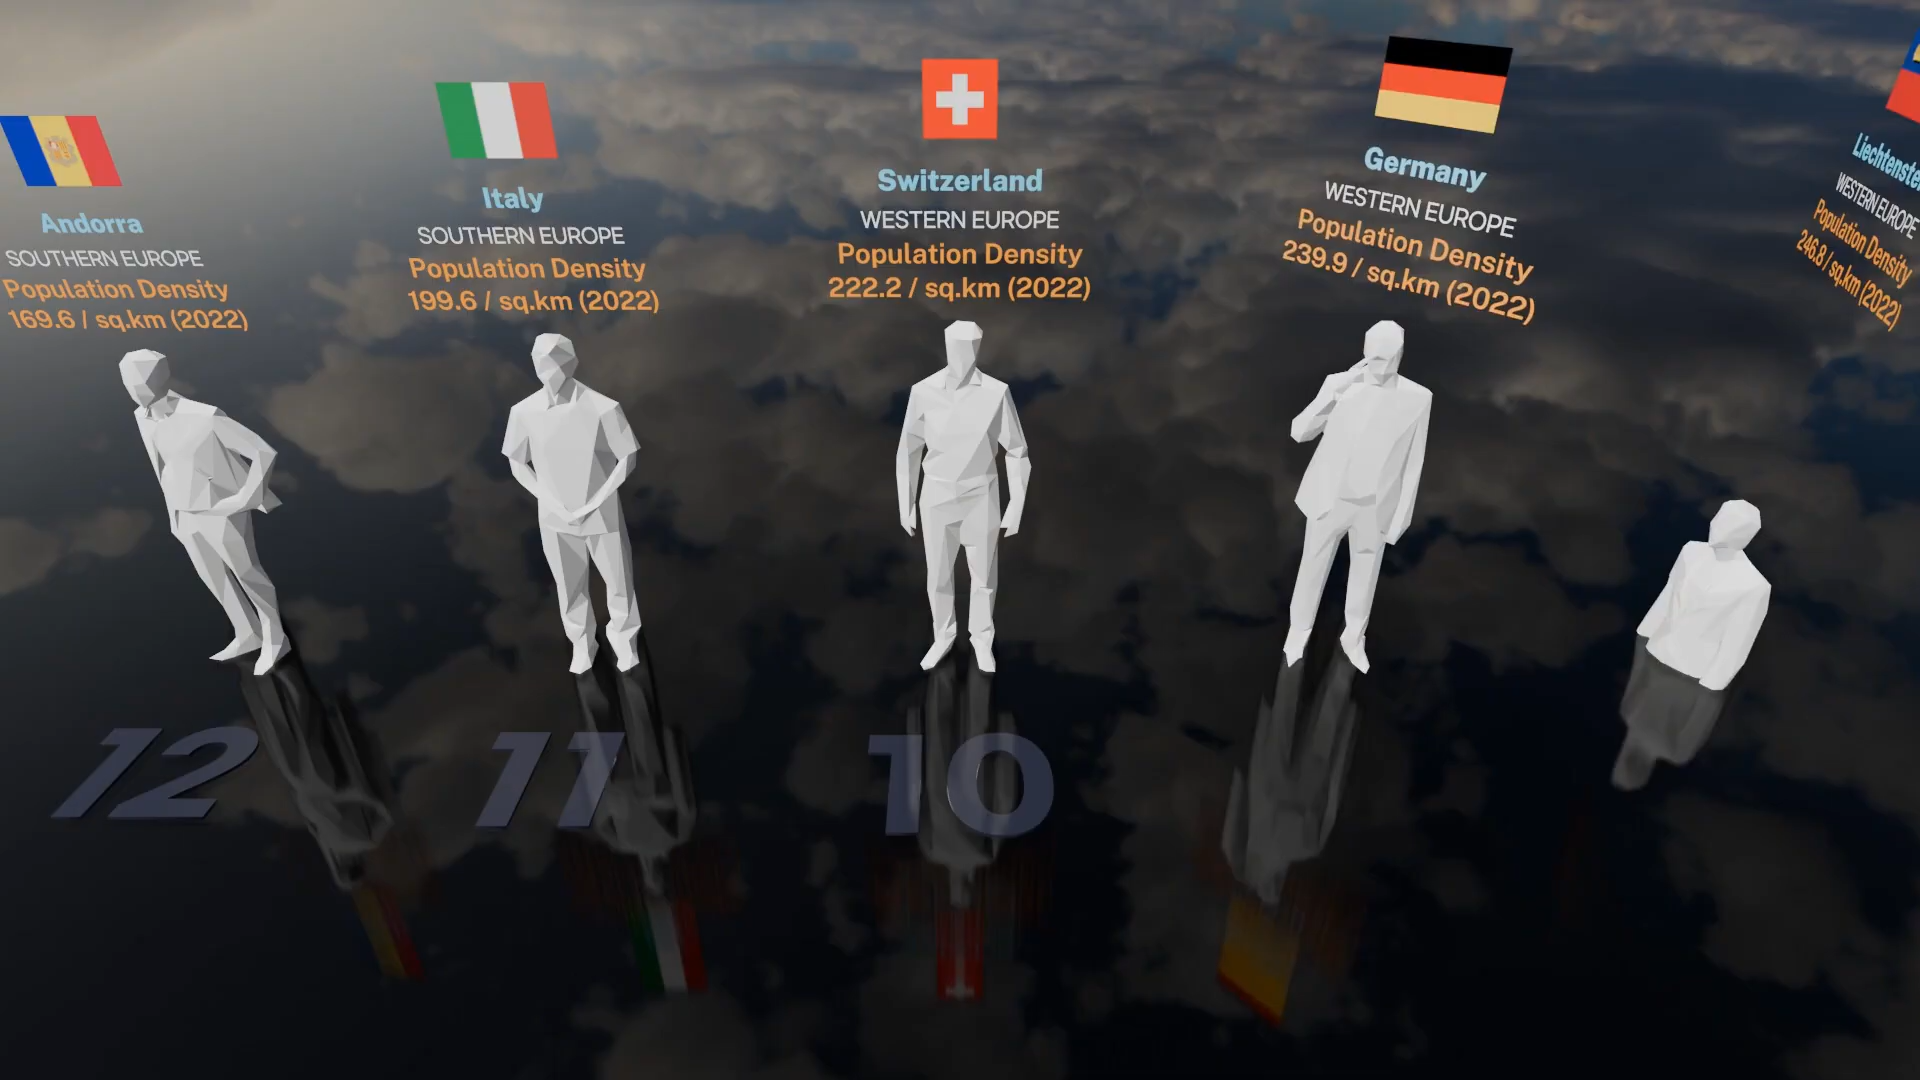 Andorra
SOUTHERN EUROPE
Population Density
169.6 / sq.km (2022)
12
Italy
SOUTHERN EUROPE
Population Density
199.6 / sq.km (2022)
11
Switzerland
WESTERN EUROPE
Population Density
222.2 / sq.km (2022)
10
Germany
WESTERN EUROPE
Population Density
239.9 / sq.km (2022)
Liechtenste
WESTERN EUROPE
Population Density
246.8 / sq.km (2022)